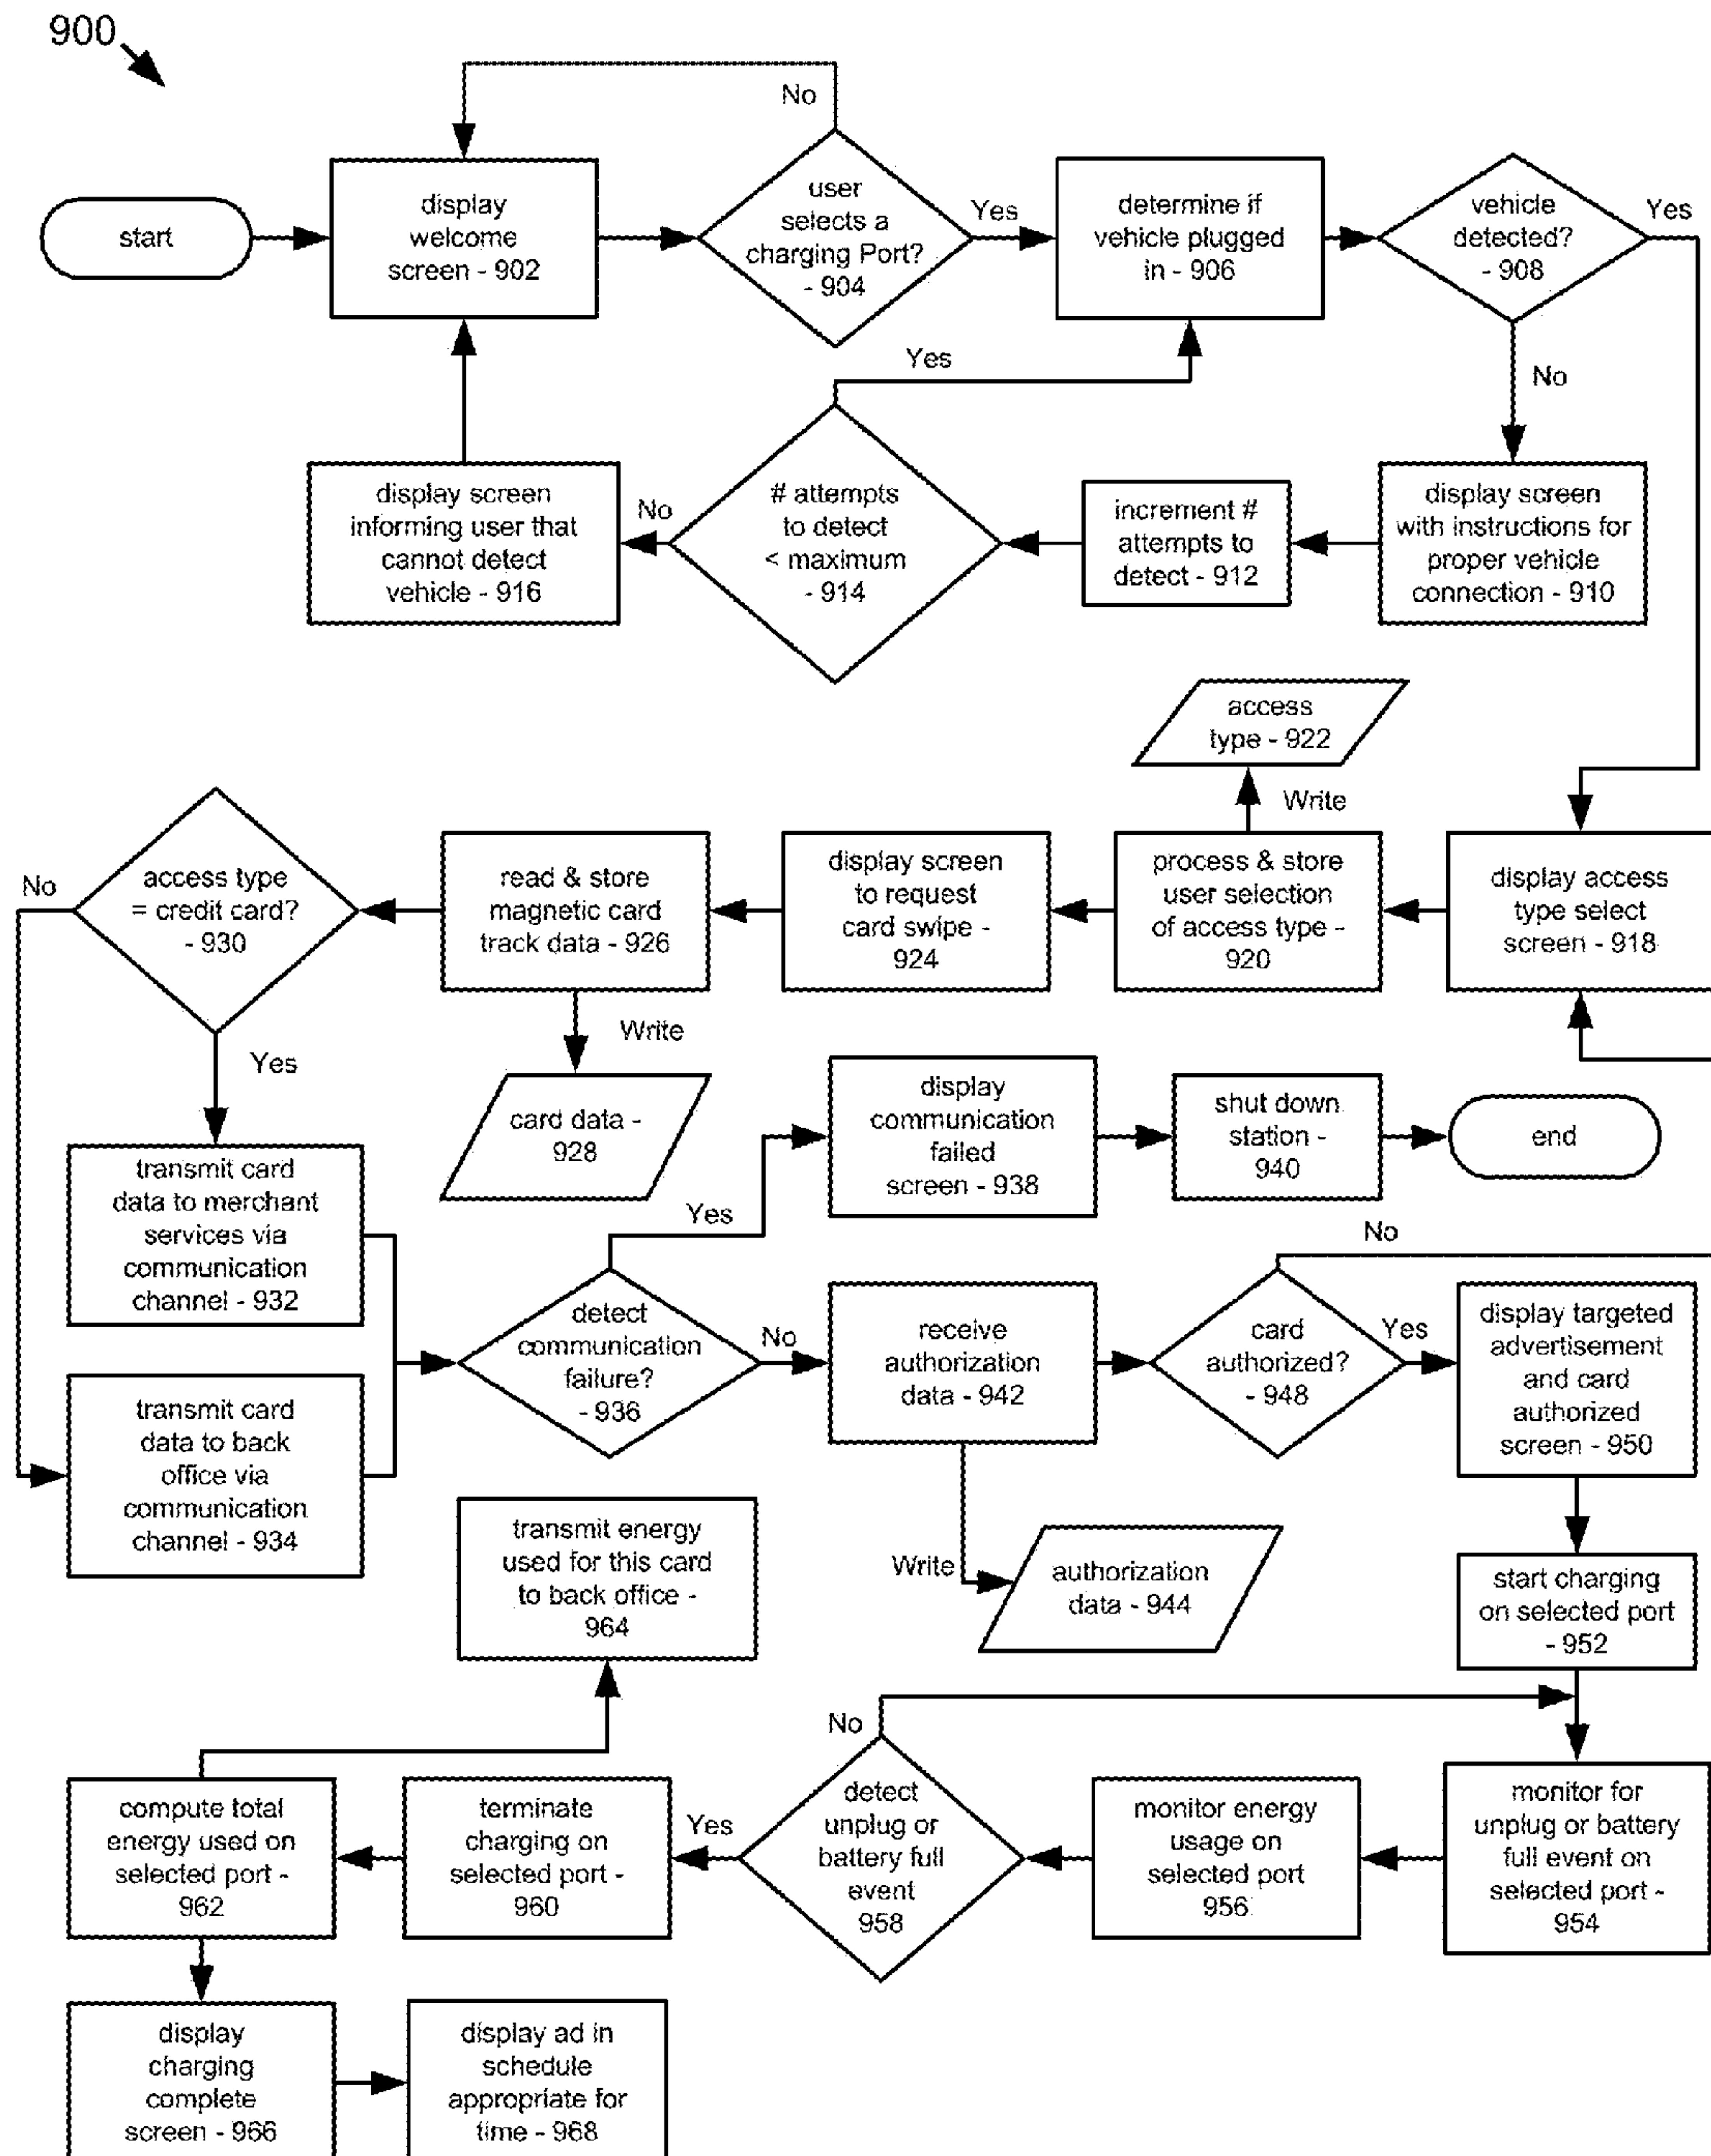 900
No
start
display
welcome
screen - 902
user
selects a
charging Port?
- 904
Yes
determine if
vehicle plugged
in - 906
vehicle
detected?
- 908
Yes
Yes
No
display screen
informing user that
cannot detect
vehicle - 916
No
# attempts
to detect
< maximum
- 914
increment #
attempts to
detect - 912
display screen
with instructions for
proper vehicle
connection - 910
access
type - 922
Write
No
access type
= credit card?
- 930
read & store
magnetic card
track data - 926
display screen
to request
card swipe -
924
process & store
user selection
of access type -
920
display access
type select
screen - 918
Yes
Write
card data -
928
display
communication
failed
screen - 938
shut down
station -
940
end
transmit card
data to merchant
services via
communication
channel - 932
Yes
No
detect
communication
failure?
- 936
No
receive
authorization
data - 942
card
authorized?
- 948
Yes
display targeted
advertisement
and card
authorized
screen - 950
transmit card
data to back
office via
communication
channel - 934
transmit energy
used for this card
to back office -
964
Write
authorization
data - 944
start charging
on selected port
- 952
No
compute total
energy used on
selected port -
962
terminate
charging on
selected port -
960
Yes
detect
unplug or
battery full
event
958
monitor energy
usage on
selected port
956
monitor for
unplug or battery
full event on
selected port -
954
display
charging
complete
screen - 966
display ad in
schedule
appropriate for
time - 968